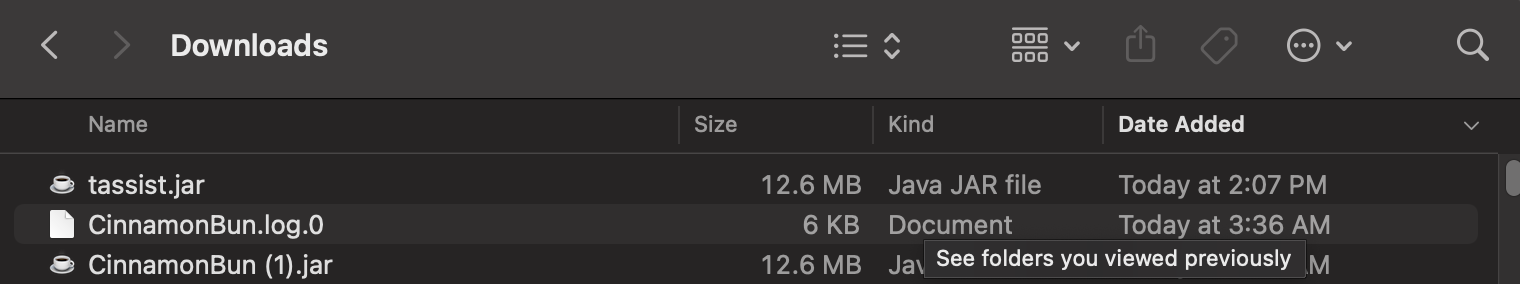 Downloads
Name Size Kind Date Added
tassist.jar 12.6 MB Java JAR file Today at 2:07 PM
CinnamonBun.log.0 6 KB Document Today at 3:36 AM
CinnamonBun (1).jar 12.6 MB Jav
See folders you viewed previously